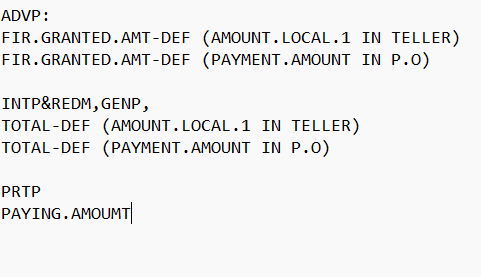 ADVP:
FIR.GRANTED.AMT-DEF (AMOUNT.LOCAL.1 IN TELLER)
FIR.GRANTED.AMT-DEF (PAYMENT.AMOUNT IN P.O)
INTP&REDM,GENP,
TOTAL-DEF (AMOUNT.LOCAL.1 IN TELLER)
TOTAL-DEF (PAYMENT.AMOUNT IN P.O)
PRTP
PAYING.AMOUMT